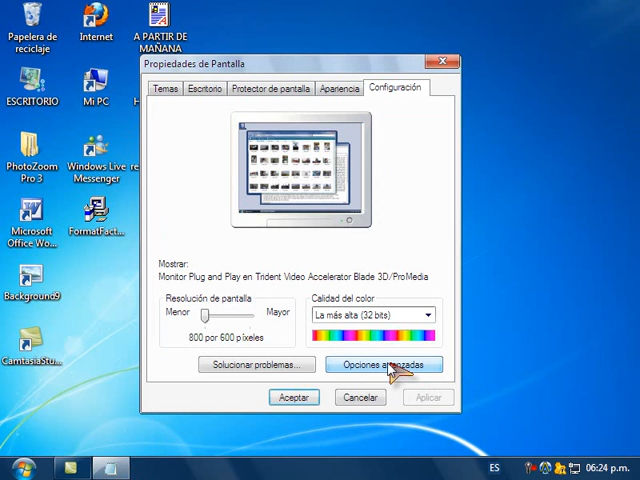 Papelera de
reciclaje
Internet
A PARTIR DE
MAÑANA
ESCRITORIO
Mi PC
PhotoZoom
Pro 3
Windows Live
Messenger
Microsoft
Office Wo...
FormatFact...
Background9
CamtasiaStu...
Propiedades de Pantalla
Temas
Escritorio
Protector de pantalla
Apariencia
Configuración
Mostrar:
Monitor Plug and Play en Trident Video Accelerator Blade 3D/ProMedia
Resolución de pantalla
Menor
Mayor
800 por 600 píxeles
Calidad del color
La más alta (32 bits)
Solucionar problemas...
Opciones avanzadas
Aceptar
Cancelar
Aplicar
ES
06:24 p.m.